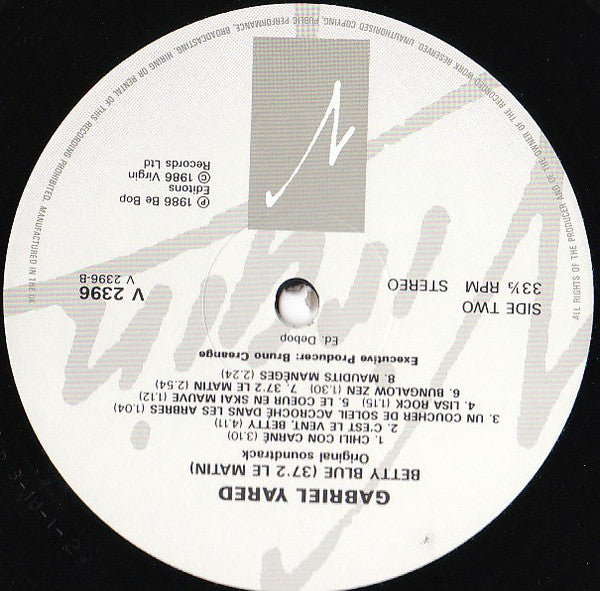 GABRIEL YARED
BETTY BLUE (37°2 LE MATIN)
Original soundtrack
1. CHILI CON CARNÉ (3.10)
2. C'EST LE VENT, BETTY (4.11)
3. UN COUCHER DE SOLEIL ACCROCHÉ DANS LES ARBRES (1.04)
4. LISA ROCK (1.15) 5. LE COEUR EN SKAI MAUVE (1.12)
6. BUNGALOW ZEN (1.30) 7. 37°2 LE MATIN (2.54)
8. MAUDITS MANÈGES (2.24)
Executive Producer: Bruno Creange
Ed. Debop
SIDE TWO
33⅓ RPM STEREO
V 2396
V 2396-B
℗ 1986 Be Bop
Editions
© 1986 Virgin
Records Ltd
Virgin
ALL RIGHTS OF THE PRODUCER AND OF THE OWNER OF THE RECORDED WORK RESERVED. UNAUTHORISED COPYING, PUBLIC PERFORMANCE, BROADCASTING, HIRING OR RENTAL OF THIS RECORDING PROHIBITED. MANUFACTURED IN THE UK